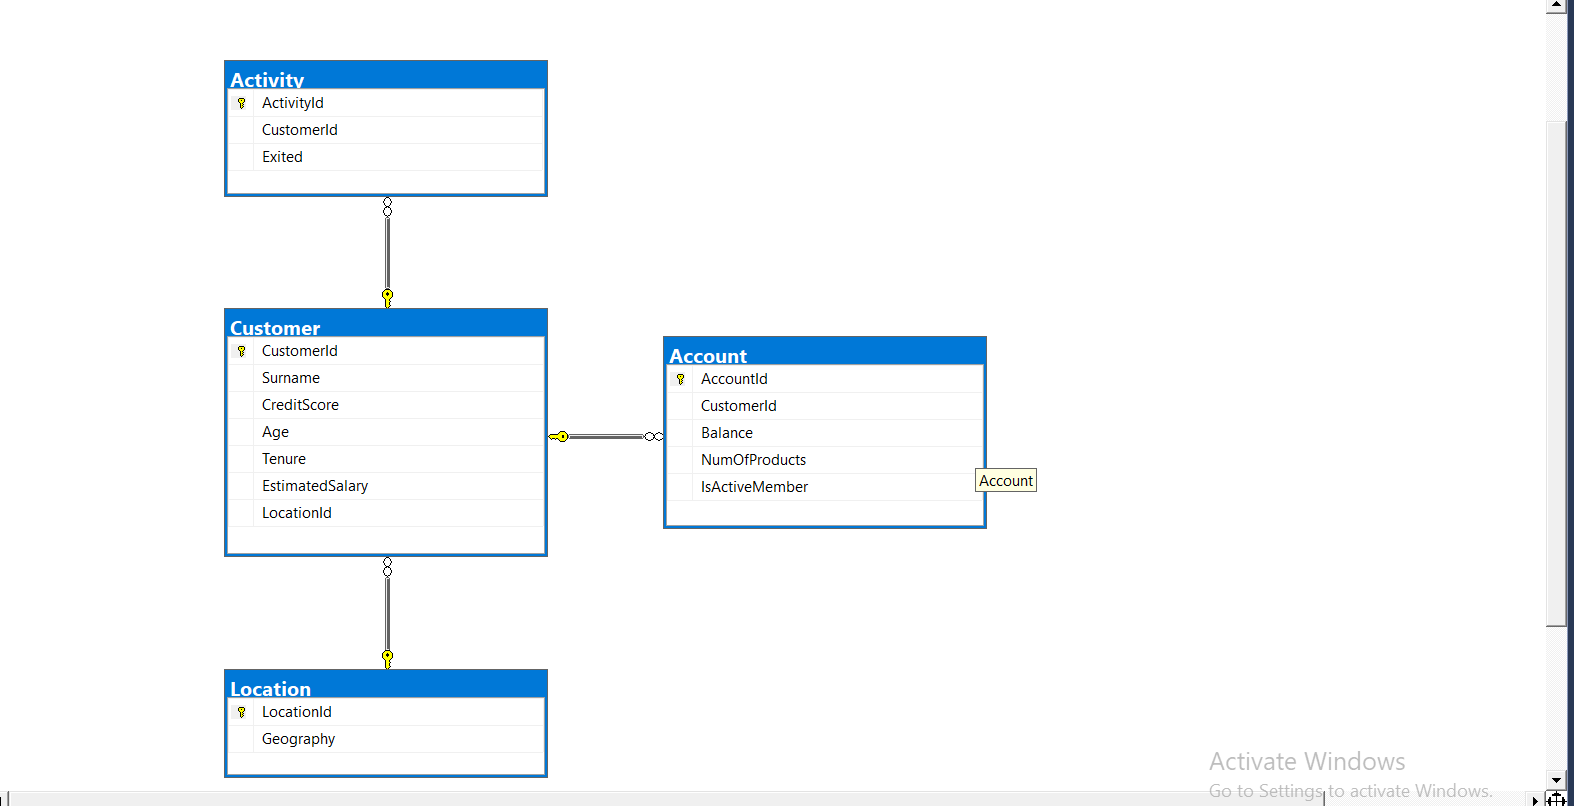 Activity
ActivityId
CustomerId
Exited
Customer
CustomerId
Surname
CreditScore
Age
Tenure
EstimatedSalary
LocationId
Account
AccountId
CustomerId
Balance
NumOfProducts
IsActiveMember
Account
Location
LocationId
Geography
Activate Windows
Go to Settings to activate Windows.